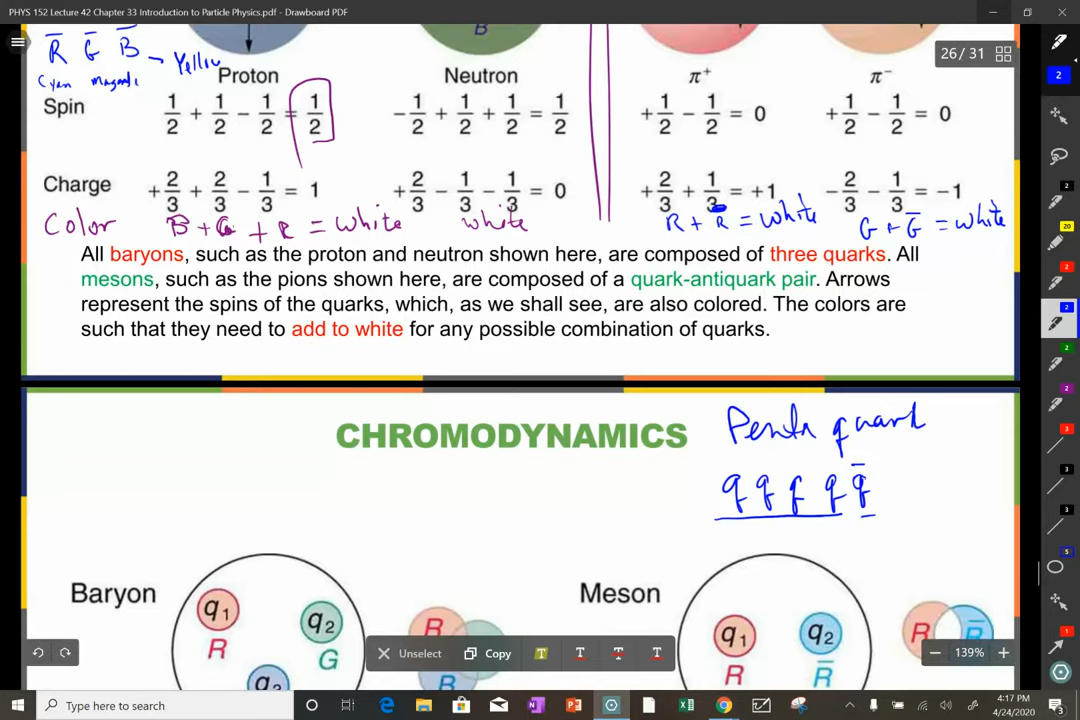 PHYS 152 Lecture 42 Chapter 33 Introduction to Particle Physics.pdf - Drawboard PDF
R̅ G̅ B̅ - Yellow
Cyan
26/31
B
Proton Neutron π⁺ π⁻
Spin 1/2 + 1/2 − 1/2 = 1/2 −1/2 + 1/2 + 1/2 = 1/2 +1/2 − 1/2 = 0 +1/2 − 1/2 = 0
Charge +2/3 + 2/3 − 1/3 = 1 +2/3 − 1/3 − 1/3 = 0 +2/3 + 1/3 = +1 −2/3 − 1/3 = −1
Color B + G + R = white white R + R̅ = white G + G̅ = white
All baryons, such as the proton and neutron shown here, are composed of three quarks. All
mesons, such as the pions shown here, are composed of a quark-antiquark pair. Arrows
represent the spins of the quarks, which, as we shall see, are also colored. The colors are
such that they need to add to white for any possible combination of quarks.
CHROMODYNAMICS
Penta quark
q q q q q̅
Baryon q₁ R q₂ G q₃ R B
Meson q₁ R q₂ R̅ R R̅
Unselect Copy T T T T
139%
Type here to search
4:17 PM
4/24/2020